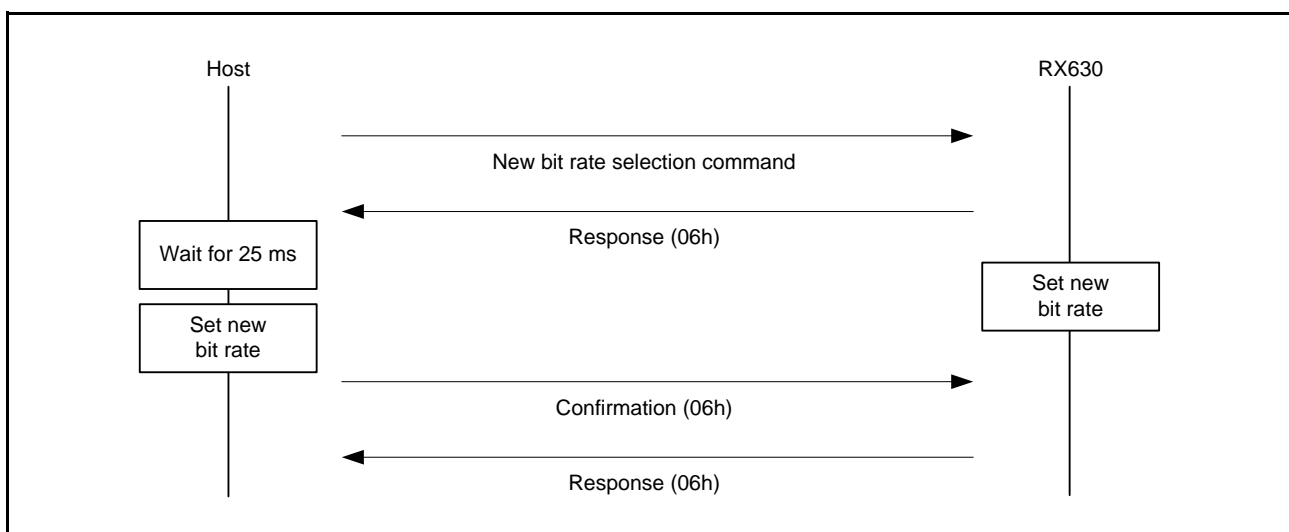 Host
RX630
New bit rate selection command
Response (06h)
Wait for 25 ms
Set new
bit rate
Set new
bit rate
Confirmation (06h)
Response (06h)